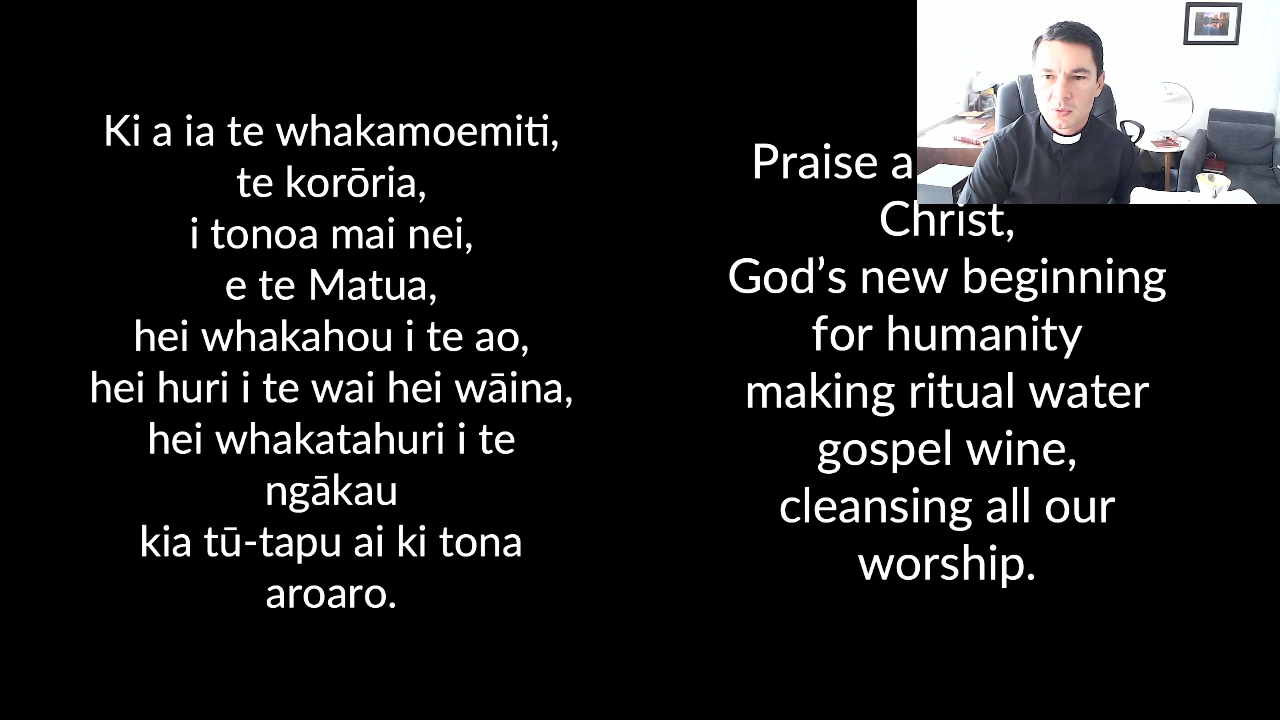 Ki a ia te whakamoemiti,
te korōria,
i tonoa mai nei,
e te Matua,
hei whakahou i te ao,
hei huri i te wai hei wāina,
hei whakatahuri i te
ngākau
kia tū-tapu ai ki tona
aroaro.
Praise
Christ,
God’s new beginning
for humanity
making ritual water
gospel wine,
cleansing all our
worship.